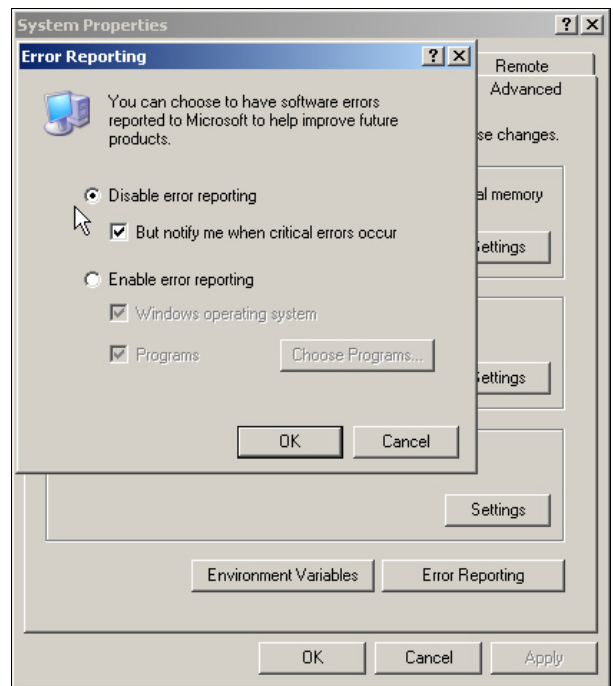 System Properties
Error Reporting
Remote
Advanced
You can choose to have software errors
reported to Microsoft to help improve future
products.
se changes.
Disable error reporting
al memory
But notify me when critical errors occur
Settings
Enable error reporting
Windows operating system
Programs
Choose Programs...
Settings
OK
Cancel
Settings
Environment Variables
Error Reporting
OK
Cancel
Apply